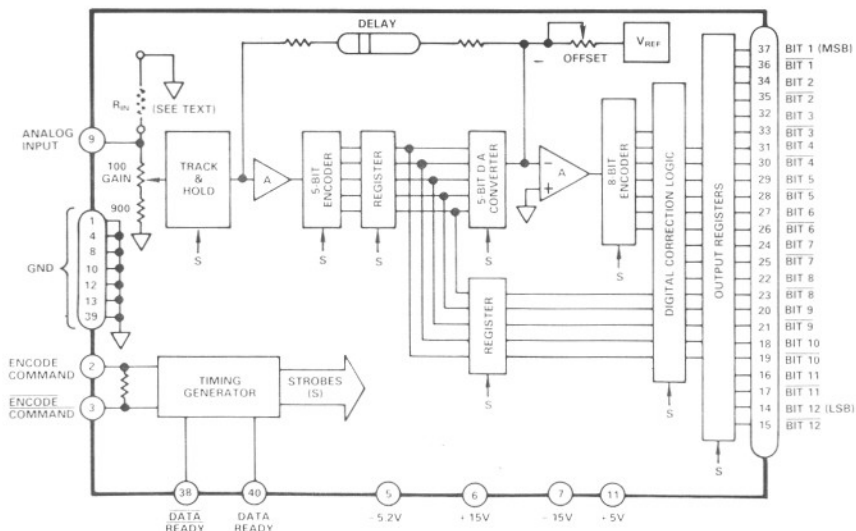 DELAY
VREF
OFFSET
RIN
(SEE TEXT)
ANALOG
INPUT
9
100
GAIN
900
TRACK
&
HOLD
A
5-BIT
ENCODER
REGISTER
5-BIT D A
CONVERTER
−
−
+
A
8-BIT
ENCODER
DIGITAL CORRECTION LOGIC
OUTPUT REGISTERS
S
S
S
S
REGISTER
S
S
S
GND
1
4
8
10
12
13
39
ENCODE
COMMAND
2
ENCODE
COMMAND
3
TIMING
GENERATOR
STROBES
(S)
38
DATA
READY
40
DATA
READY
5
-5.2V
6
+15V
7
-15V
11
+5V
37 BIT 1 (MSB)
36 BIT 1
34 BIT 2
35 BIT 2
32 BIT 3
33 BIT 3
31 BIT 4
30 BIT 4
29 BIT 5
28 BIT 5
27 BIT 6
26 BIT 6
24 BIT 7
25 BIT 7
22 BIT 8
23 BIT 8
20 BIT 9
21 BIT 9
18 BIT 10
19 BIT 10
16 BIT 11
17 BIT 11
14 BIT 12 (LSB)
15 BIT 12